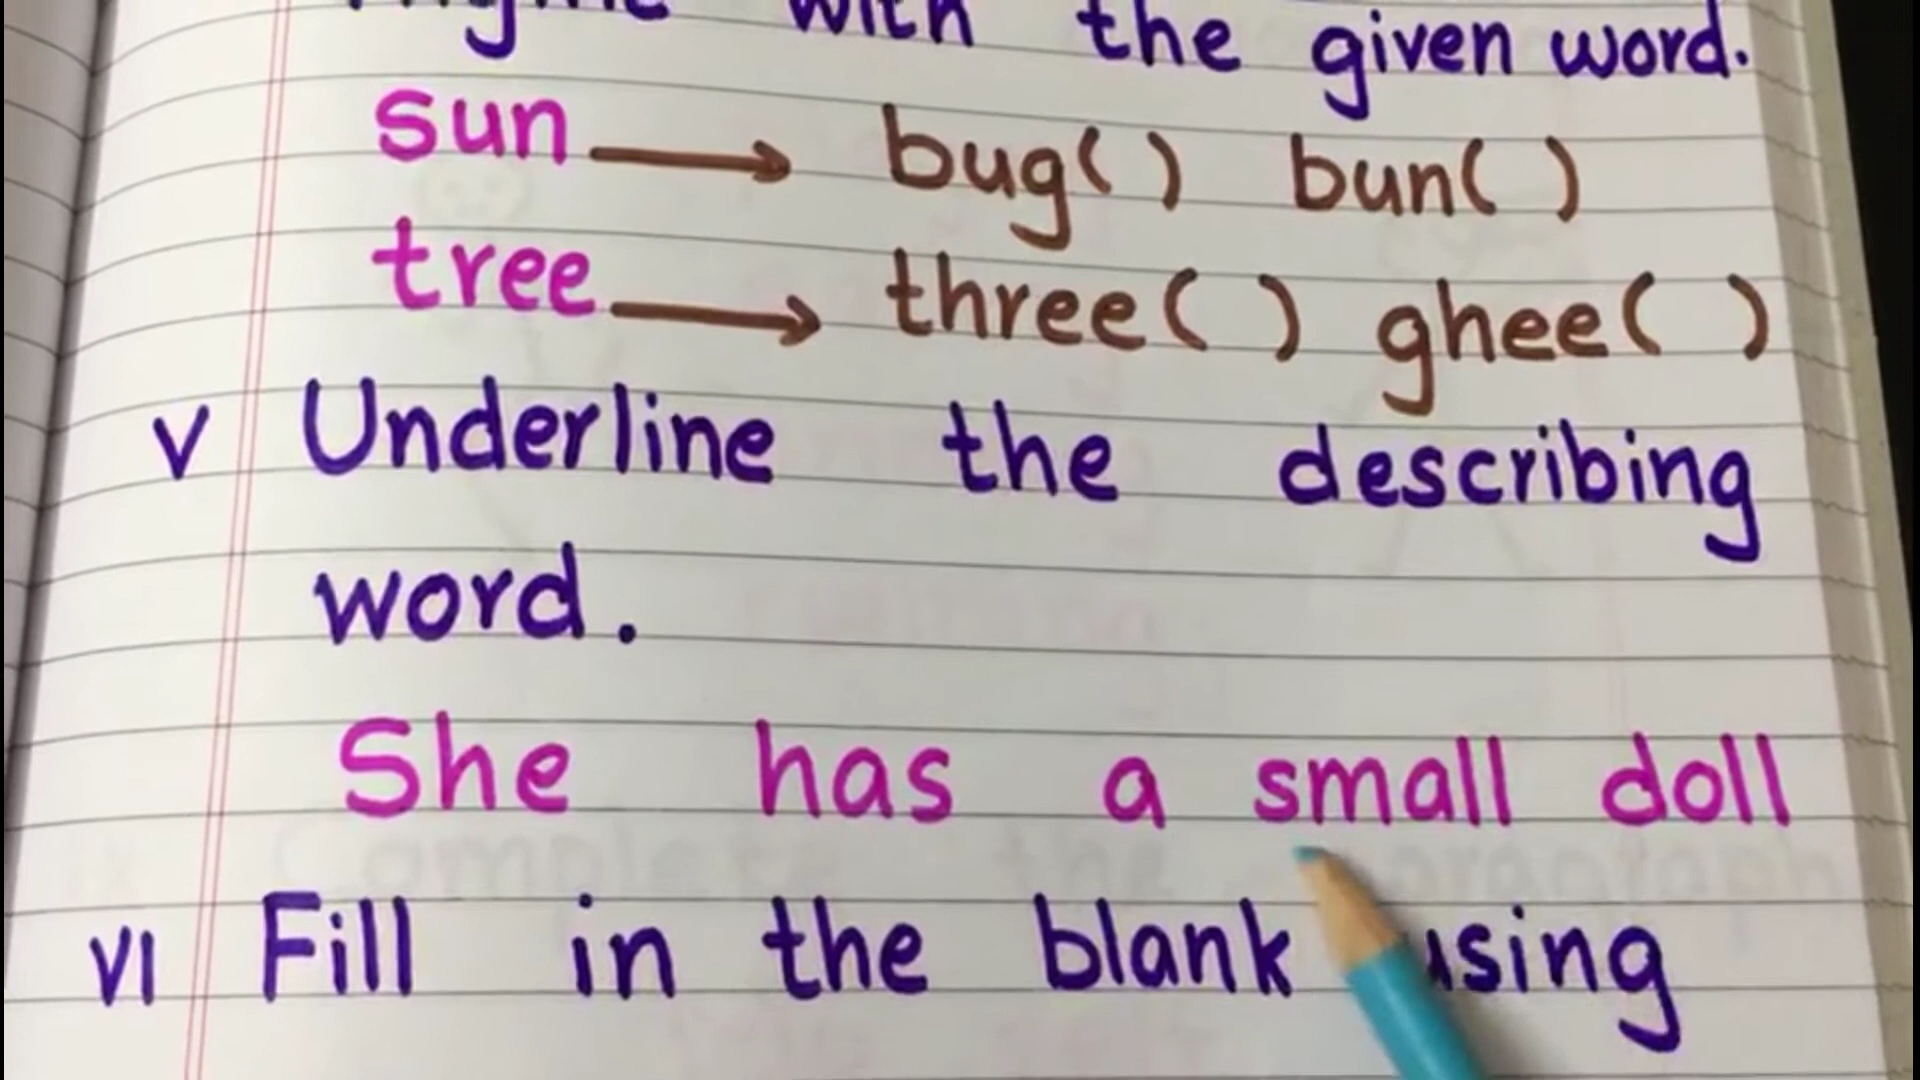 with the given word.
sun → bug( ) bun( )
tree → three( ) ghee( )
V Underline the describing
word.
She has a small doll
VI Fill in the blank using